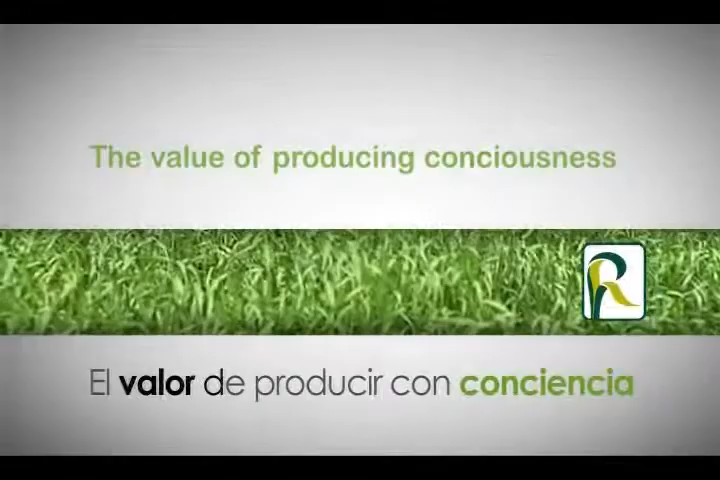 The value of producing conciousness
R
El valor de producir con conciencia